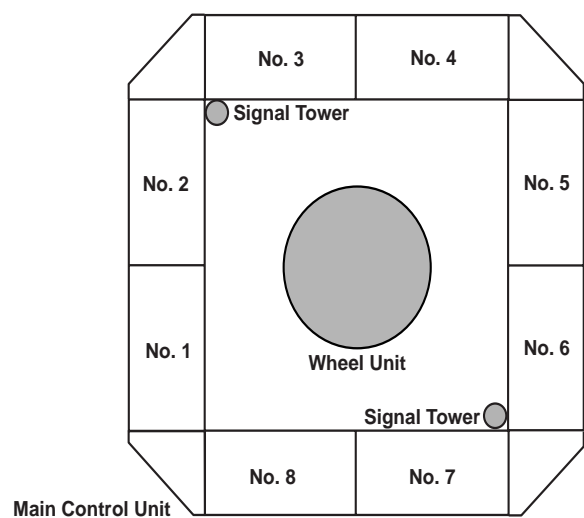 No. 3
No. 4
Signal Tower
No. 2
No. 5
No. 1
No. 6
Wheel Unit
Signal Tower
No. 8
No. 7
Main Control Unit